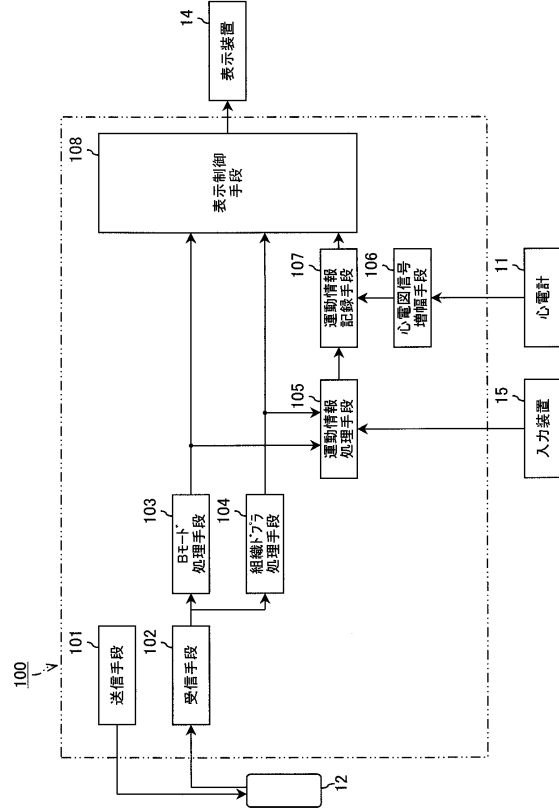 100
101
送信手段
102
受信手段
12
103
Bモード
処理手段
104
組織ドプラ
処理手段
105
運動情報
処理手段
107
運動情報
記録手段
106
心電図信号
増幅手段
108
表示制御
手段
14
表示装置
15
入力装置
11
心電計